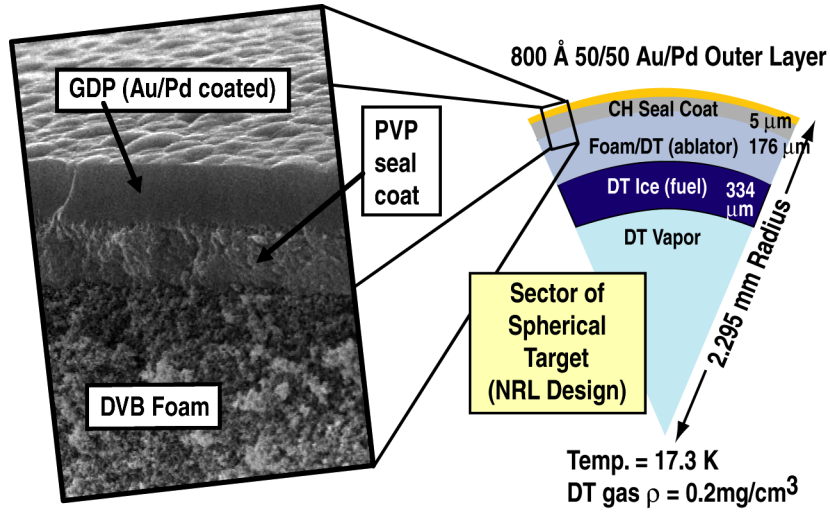 GDP (Au/Pd coated)
PVP
seal
coat
DVB Foam
800 Å 50/50 Au/Pd Outer Layer
CH Seal Coat
5 μm
Foam/DT (ablator)
176 μm
DT Ice (fuel)
334
μm
DT Vapor
2.295 mm Radius
Sector of
Spherical
Target
(NRL Design)
Temp. = 17.3 K
DT gas ρ = 0.2mg/cm³